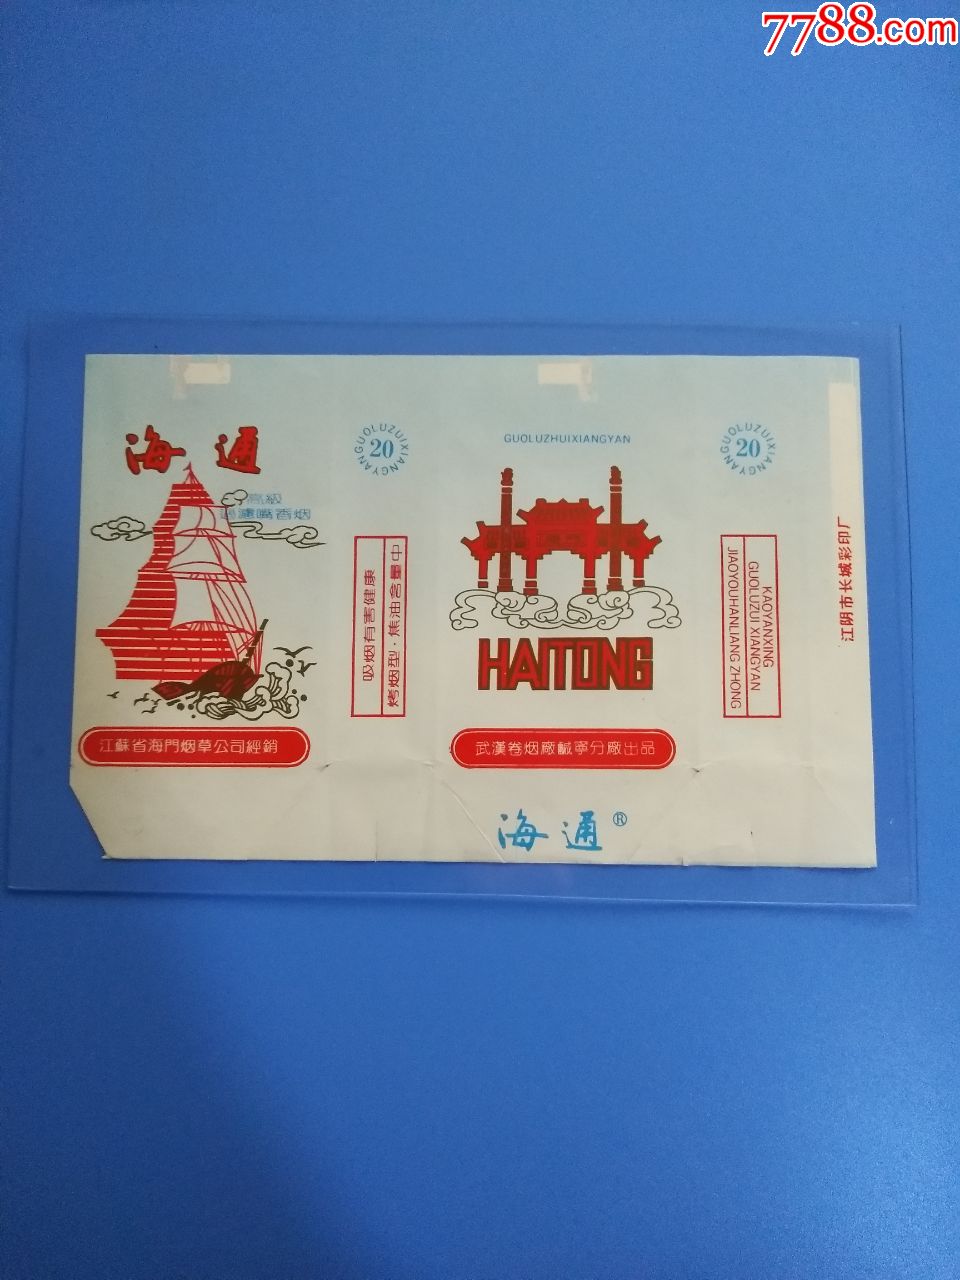 7788.com
海通
高級
過濾嘴香烟
江蘇省海門烟草公司經銷
GUOLUZUIXIANGYAN
20
吸烟有害健康
烤烟型 焦油含量中
GUOLUZHUIXIANGYAN
HAITONG
武漢卷烟廠鹹寧分廠出品
海通®
GUOLUZUIXIANGYAN
20
KAOYANXING
GUOLUZUI XIANGYAN
JIAOYOUHANLIANG ZHONG
江阴市长城彩印厂